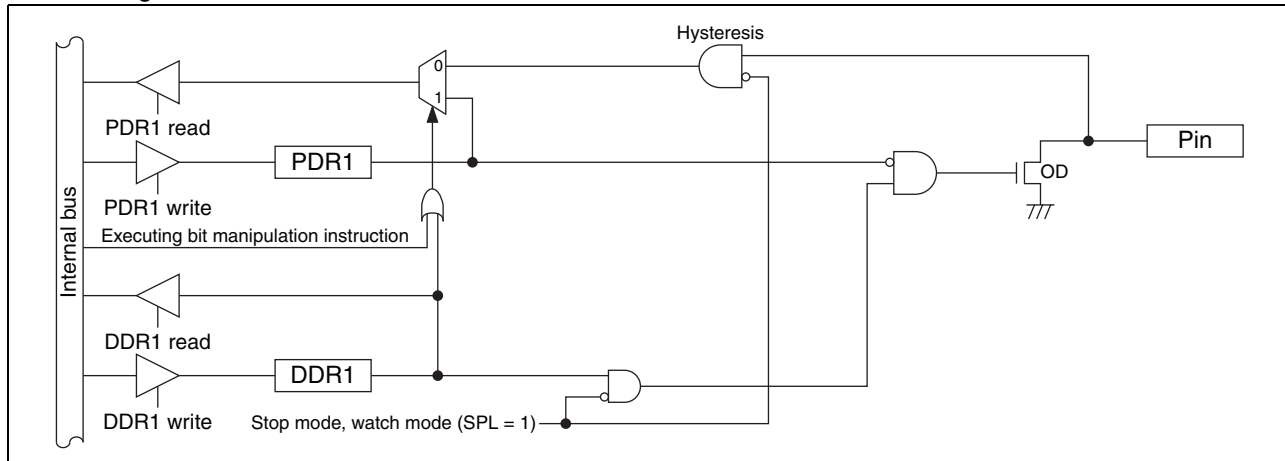 Hysteresis
0
1
PDR1 read
PDR1
Pin
OD
PDR1 write
Executing bit manipulation instruction
Internal bus
DDR1 read
DDR1
DDR1 write
Stop mode, watch mode (SPL = 1)